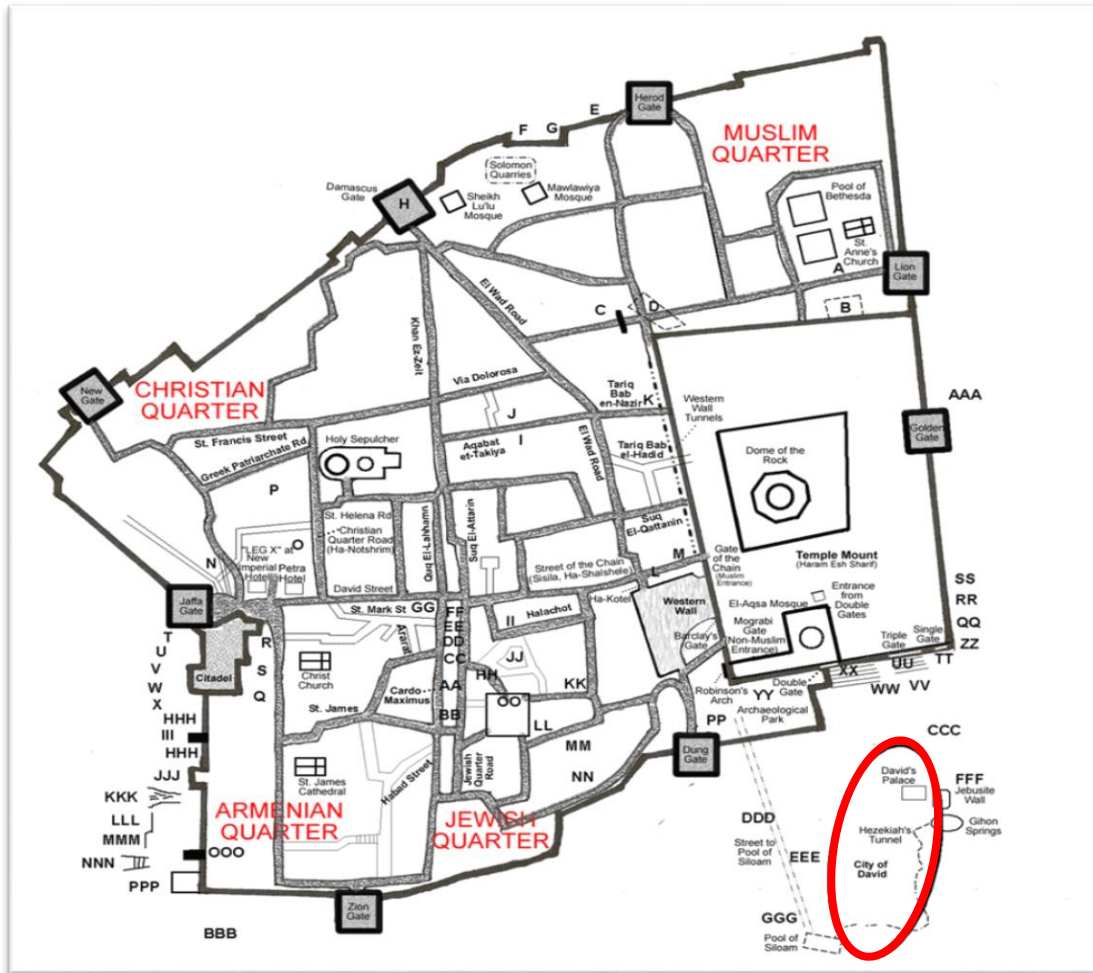 Herod
Gate
E
F
G
MUSLIM
QUARTER
Solomon
Quarries
Damascus
Gate
H
Sheikh
Lu'lu
Mosque
Mawlawiya
Mosque
Pool of
Bethesda
St.
Anne's
Church
A
Lion
Gate
B
C
D
El Wad Road
Khan Ez-Zeit
New
Gate
CHRISTIAN
QUARTER
Via Dolorosa
Tariq
Bab
en-Nazir
K
Western
Wall
Tunnels
AAA
Golden
Gate
St. Francis Street
Greek Patriarchate Rd
Holy Sepulcher
J
I
Aqabat
et-Takiya
El Wad Road
Tariq Bab
el-Hadid
Dome of the
Rock
P
St. Helena Rd
Christian
Quarter Road
(Ha-Notshrim)
Quq El-Lahhamn
Suq El-Attarin
Suq
El-Qattanin
N
"LEG X" at
New
Imperial
Hotel
Petra
Hotel
David Street
Street of the Chain
(Sisila, Ha-Shalshele)
M
L
Gate
of the
Chain
(Muslim
Entrance)
Temple Mount
(Haram Esh Sharif)
Jaffa
Gate
St. Mark St
GG
FF
EE
DD
CC
AA
BB
II
Halachot
Ha-Kotel
Western
Wall
El-Aqsa Mosque
Entrance
from
Double
Gates
Mograbi
Gate
(Non-Muslim
Entrance)
Barclay's
Gate
SS
RR
QQ
ZZ
Triple
Gate
Single
Gate
T
U
V
W
X
R
S
Q
Citadel
Ararat
Christ
Church
JJ
HH
Cardo
Maximus
KK
OO
LL
St. James
Robinson's
Arch
YY
Double
Gate
XX
UU
TT
WW
VV
Archaeological
Park
PP
HHH
III
HHH
JJJ
KKK
LLL
MMM
NNN
OOO
PPP
St. James
Cathedral
ARMENIAN
QUARTER
Habad Street
Jewish
Quarter
Road
JEWISH
QUARTER
MM
NN
Dung
Gate
CCC
David's
Palace
FFF
Jebusite
Wall
Gihon
Springs
Hezekiah's
Tunnel
City of
David
DDD
Street to
Pool of
Siloam
EEE
GGG
Pool of
Siloam
Zion
Gate
BBB